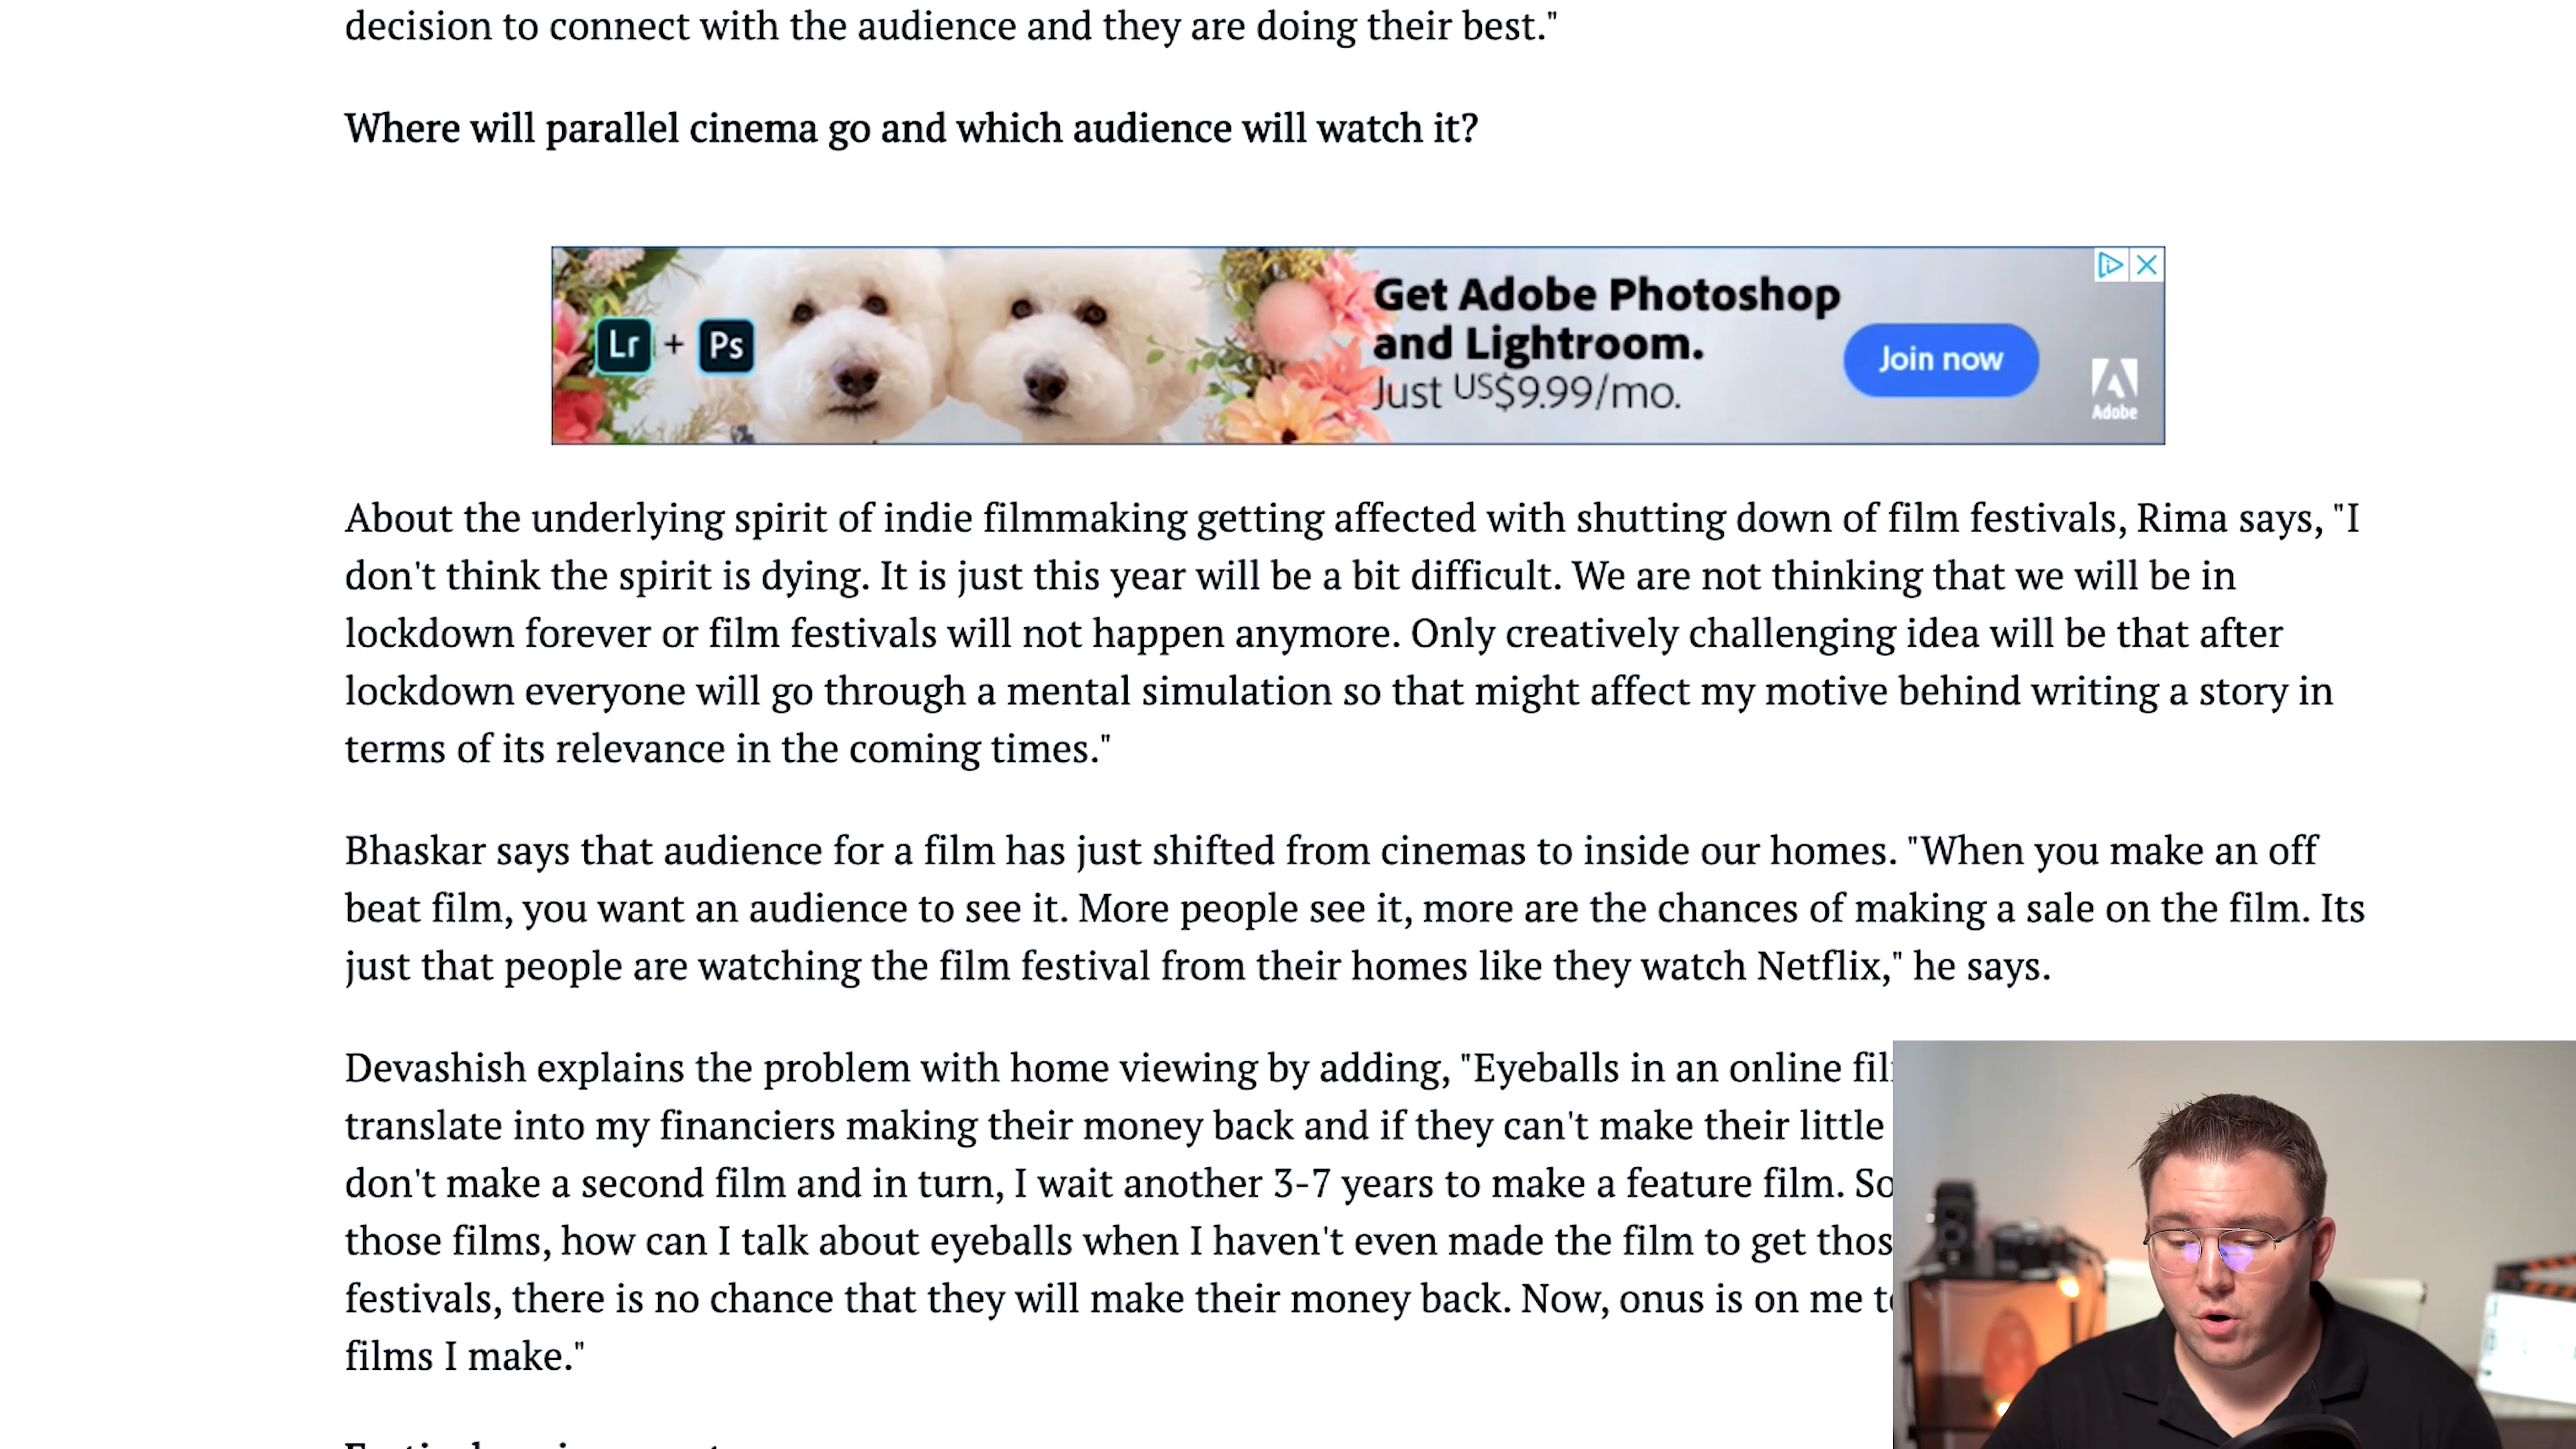 decision to connect with the audience and they are doing their best."
Where will parallel cinema go and which audience will watch it?
Lr + Ps
Get Adobe Photoshop
and Lightroom.
Just US$9.99/mo.
Join now
Adobe
About the underlying spirit of indie filmmaking getting affected with shutting down of film festivals, Rima says, "I
don't think the spirit is dying. It is just this year will be a bit difficult. We are not thinking that we will be in
lockdown forever or film festivals will not happen anymore. Only creatively challenging idea will be that after
lockdown everyone will go through a mental simulation so that might affect my motive behind writing a story in
terms of its relevance in the coming times."
Bhaskar says that audience for a film has just shifted from cinemas to inside our homes. "When you make an off
beat film, you want an audience to see it. More people see it, more are the chances of making a sale on the film. Its
just that people are watching the film festival from their homes like they watch Netflix," he says.
Devashish explains the problem with home viewing by adding, "Eyeballs in an online
translate into my financiers making their money back and if they can't make their little
don't make a second film and in turn, I wait another 3-7 years to make a feature film. So
those films, how can I talk about eyeballs when I haven't even made the film to get
festivals, there is no chance that they will make their money back. Now, onus is on me
films I make."